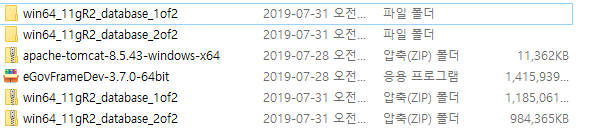 win64_11gR2_database_1of2 2019-07-31 오전... 파일 폴더
win64_11gR2_database_2of2 2019-07-31 오전... 파일 폴더
apache-tomcat-8.5.43-windows-x64 2019-07-28 오전... 압축(ZIP) 폴더 11,362KB
eGovFrameDev-3.7.0-64bit 2019-07-28 오전... 응용 프로그램 1,415,939...
win64_11gR2_database_1of2 2019-07-31 오전... 압축(ZIP) 폴더 1,185,061...
win64_11gR2_database_2of2 2019-07-31 오전... 압축(ZIP) 폴더 984,365KB